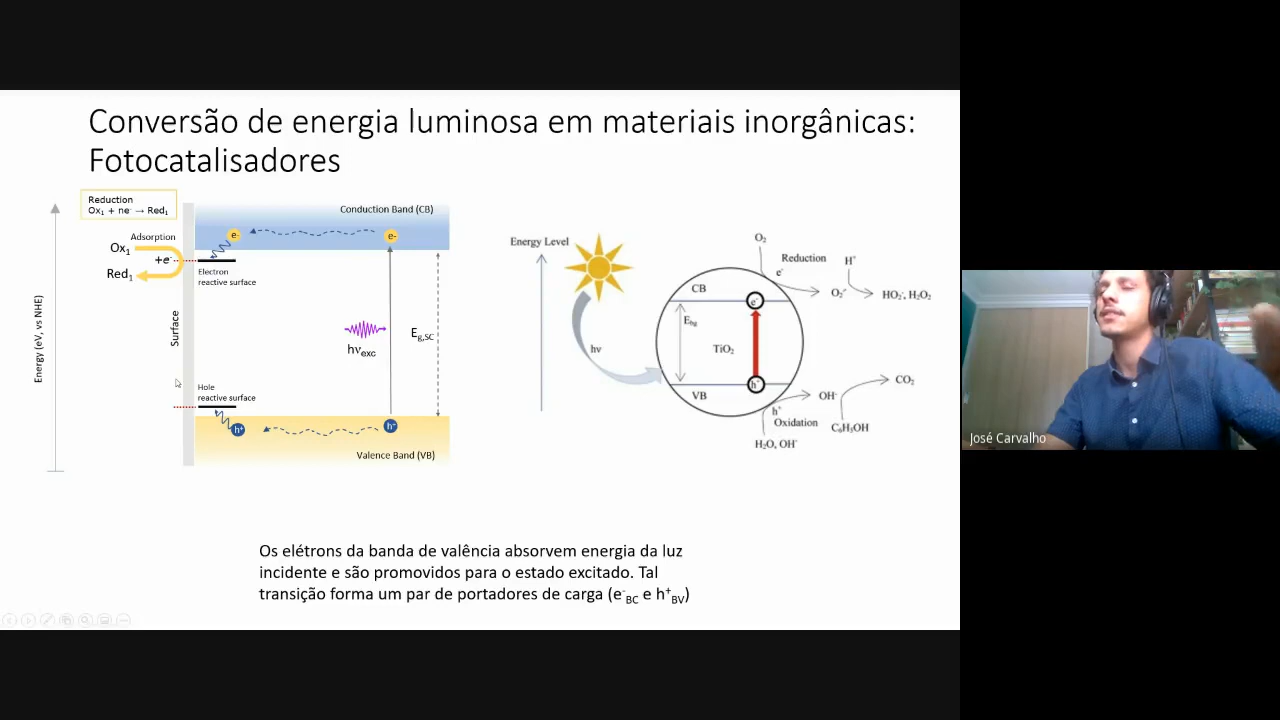 Conversão de energia luminosa em materiais inorgânicas:
Fotocatalisadores
Reduction
Ox₁ + ne⁻ → Red₁
Adsorption
Ox₁
+e⁻
Red₁
Energy (eV, vs NHE)
Surface
Conduction Band (CB)
e-
e-
Electron
reactive surface
hνexc
Eg,SC
Hole
reactive surface
h⁺
h⁺
Valence Band (VB)
Energy Level
hν
CB
e⁻
Ebg
TiO₂
h⁺
VB
O₂
e⁻
Reduction
H⁺
O₂⁻
HO₂⁻, H₂O₂
h⁺
Oxidation
H₂O, OH⁻
OH⁻
C₆H₅OH
CO₂
Os elétrons da banda de valência absorvem energia da luz
incidente e são promovidos para o estado excitado. Tal
transição forma um par de portadores de carga (e⁻BC e h⁺BV)
José Carvalho